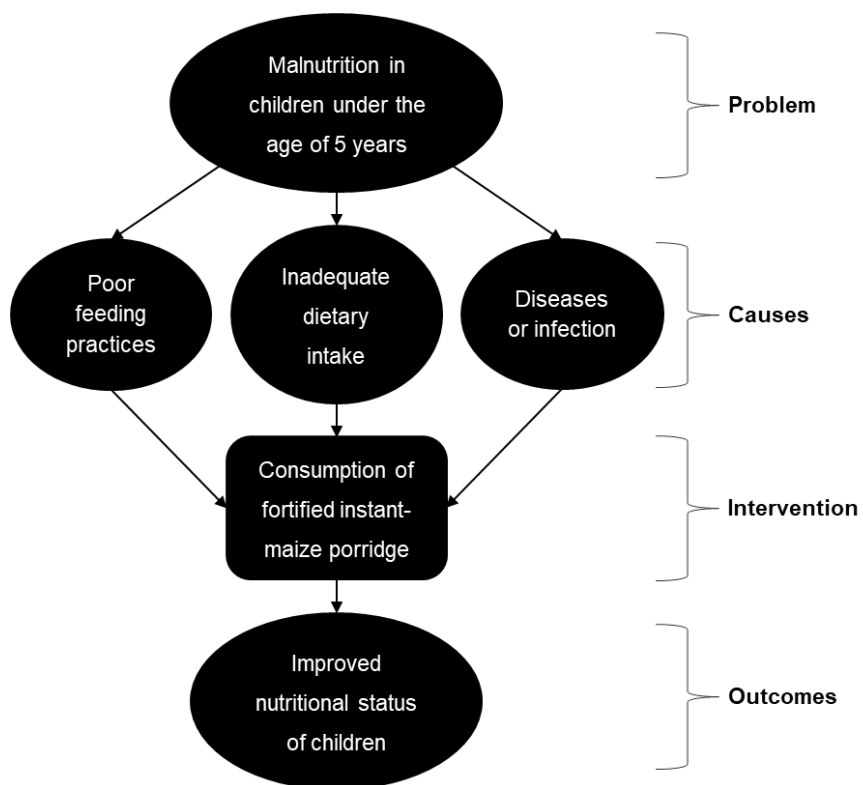 Malnutrition in
children under the
age of 5 years
Problem
Poor
feeding
practices
Inadequate
dietary
intake
Diseases
or infection
Causes
Consumption of
fortified instant-
maize porridge
Intervention
Improved
nutritional status
of children
Outcomes